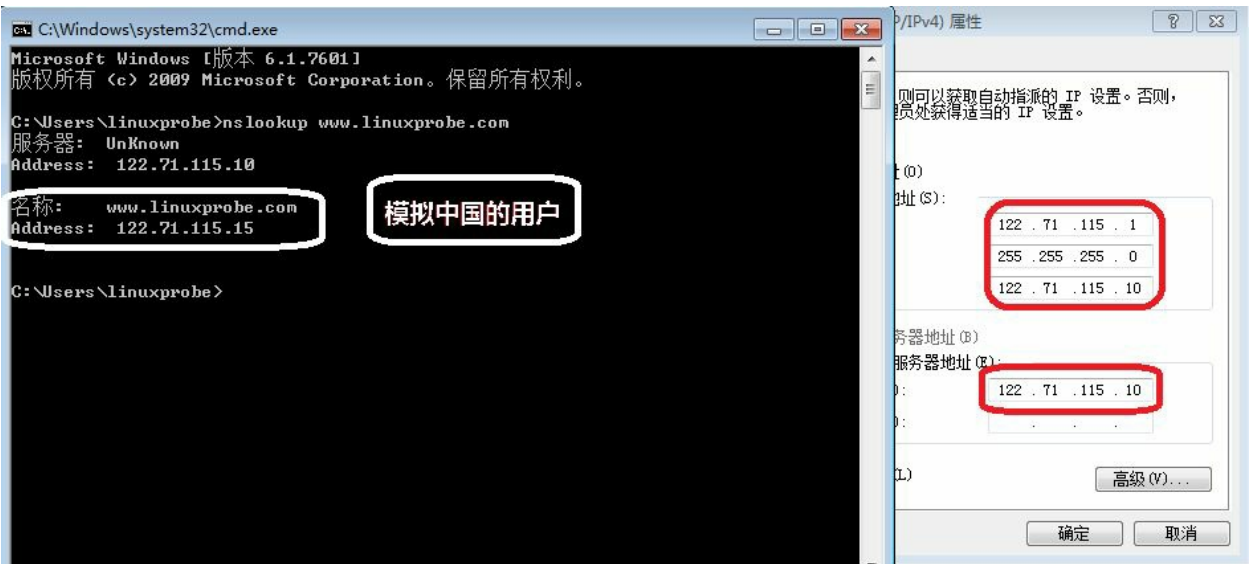 C:\Windows\system32\cmd.exe
Microsoft Windows [版本 6.1.7601]
版权所有 (c) 2009 Microsoft Corporation。保留所有权利。
C:\Users\linuxprobe>nslookup www.linuxprobe.com
服务器: UnKnown
Address: 122.71.115.10
名称: www.linuxprobe.com
Address: 122.71.115.15
模拟中国的用户
C:\Users\linuxprobe>
P/IPv4) 属性
则可以获取自动指派的 IP 设置。否则,
员处获得适当的 IP 设置。
址(O)
地址(S):
122 . 71 . 115 . 1
255 . 255 . 255 . 0
122 . 71 . 115 . 10
务器地址(B)
服务器地址(E):
122 . 71 . 115 . 10
. . .
(L)
高级(V)...
确定
取消